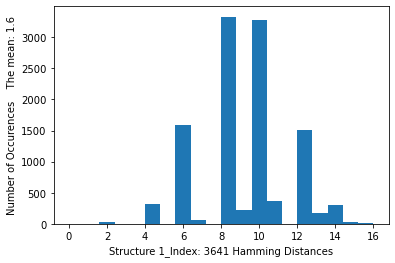 Number of Occurences    The mean: 1.6
3000
2500
2000
1500
1000
500
0
0 2 4 6 8 10 12 14 16
Structure 1_Index: 3641 Hamming Distances